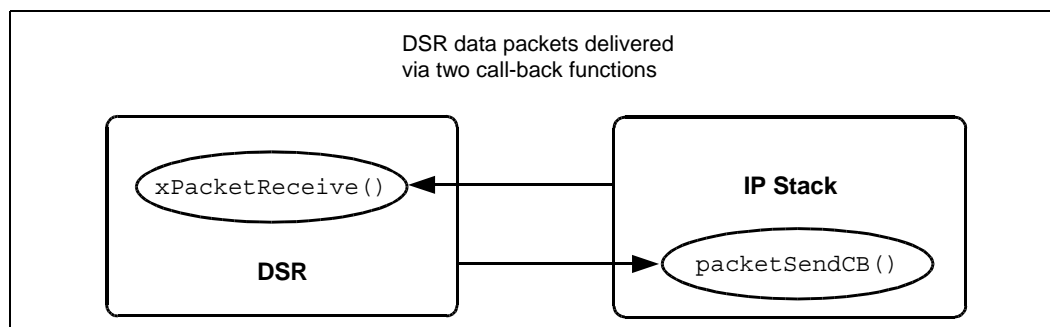 DSR data packets delivered
via two call-back functions
xPacketReceive()
IP Stack
DSR
packetSendCB()